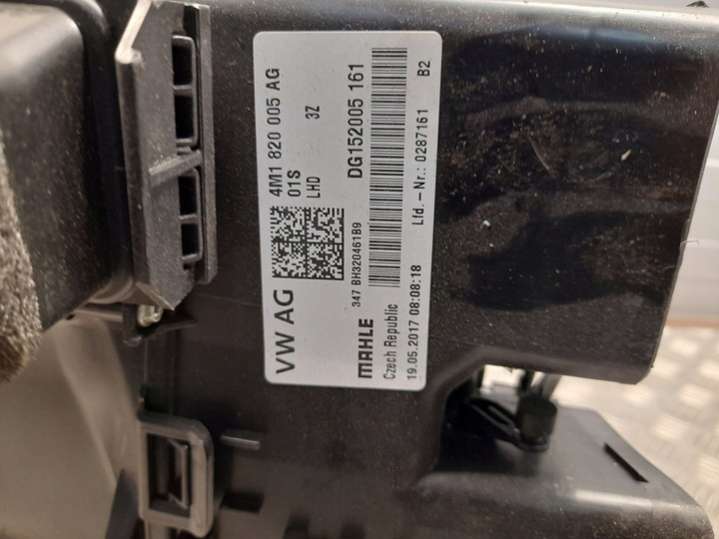 VW AG
4M1 820 005 AG
01S
LHD 3Z
347 BH320461B9
DG152005 161
MAHLE
Czech Republic
19.05.2017 08:08:18 Lfd.-Nr.: 0287161 B2